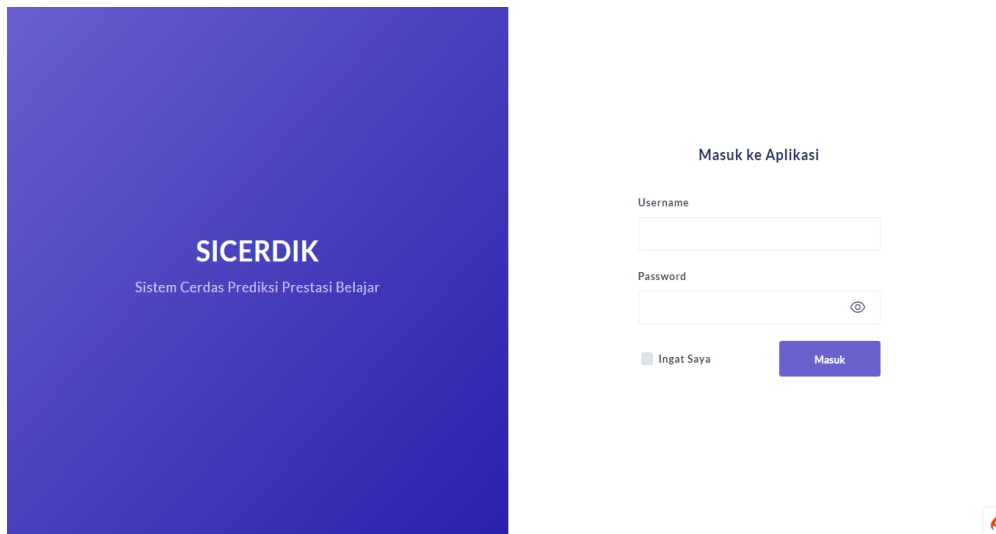 SICERDIK
Sistem Cerdas Prediksi Prestasi Belajar
Masuk ke Aplikasi
Username
Password
Ingat Saya
Masuk